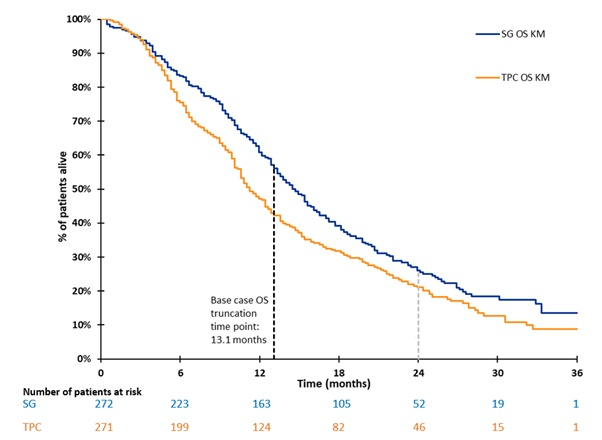 100%
90%
80%
70%
60%
50%
40%
30%
20%
10%
0%
% of patients alive
SG OS KM
TPC OS KM
Base case OS
truncation
time point:
13.1 months
0 6 12 18 24 30 36
Time (months)
Number of patients at risk
SG 272 223 163 105 52 19 1
TPC 271 199 124 82 46 15 1